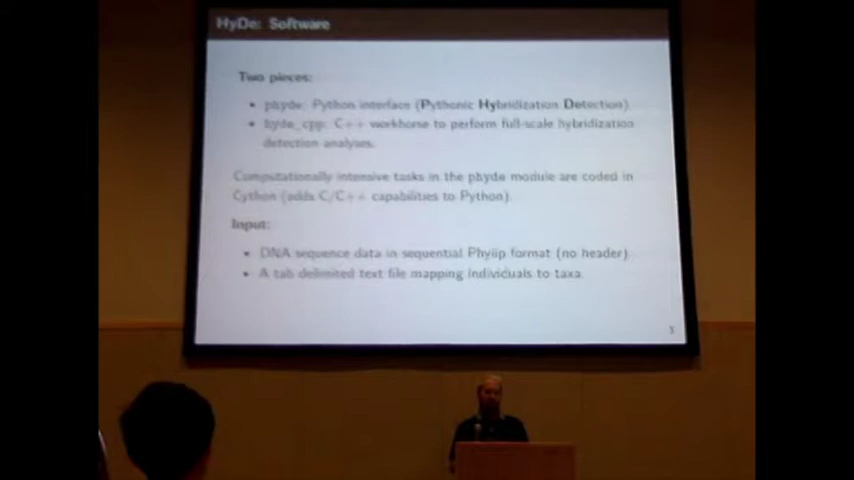 HyDe: Software
Two pieces:
• phyde: Python interface (Pythonic Hybridization Detection)
• hyde_cpp: C++ workhorse to perform full-scale hybridization
detection analyses.
Computationally intensive tasks in the phyde module are coded in
Cython (adds C/C++ capabilities to Python).
Input:
• DNA sequence data in sequential Phylip format (no header)
• A tab delimited text file mapping individuals to taxa.